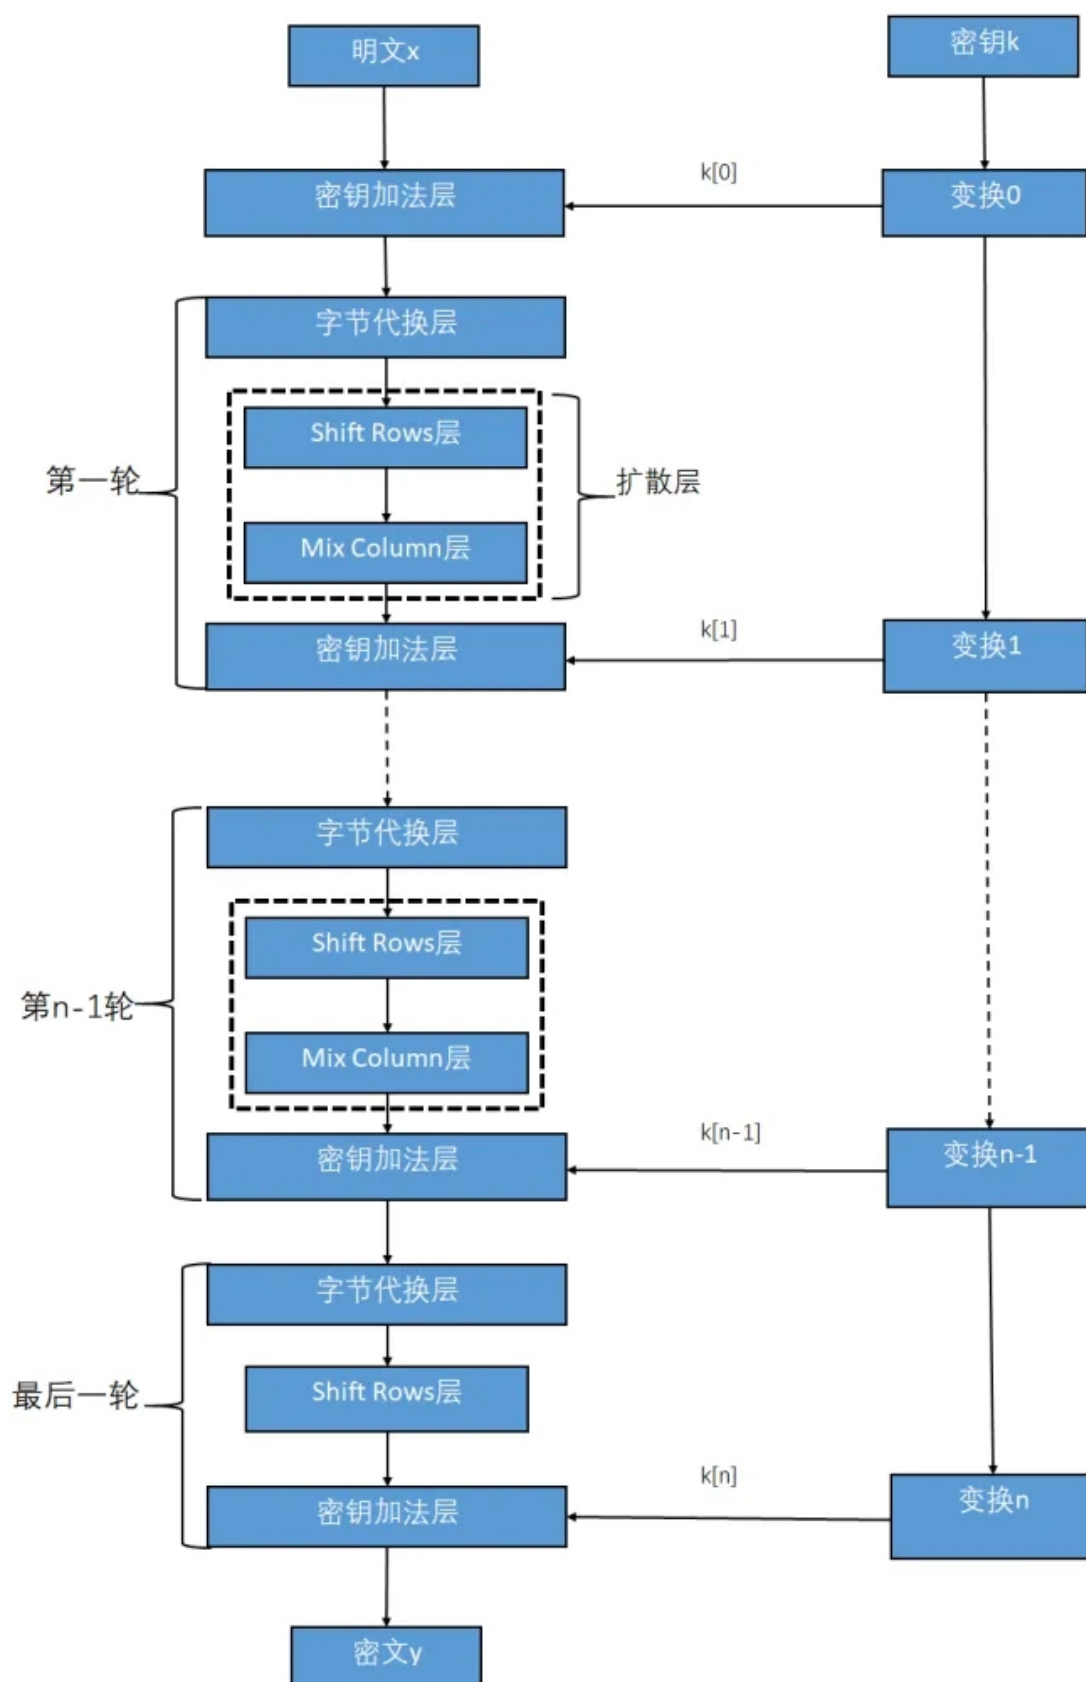 明文x
密钥k
k[0]
密钥加法层
变换0
字节代换层
Shift Rows层
第一轮
扩散层
Mix Column层
k[1]
密钥加法层
变换1
字节代换层
Shift Rows层
第n-1轮
Mix Column层
k[n-1]
密钥加法层
变换n-1
字节代换层
Shift Rows层
最后一轮
k[n]
密钥加法层
变换n
密文y